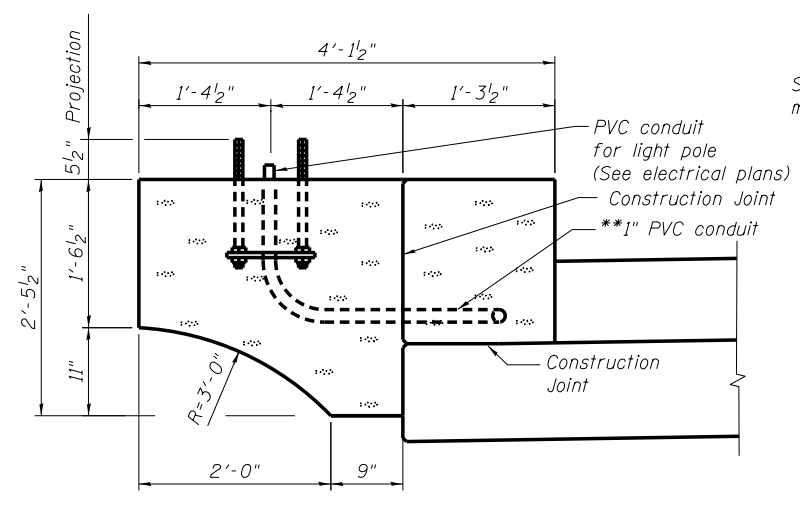 4'-1½"
1'-4½"
1'-4½"
1'-3½"
Projection
5½"
1'-6½"
2'-5½"
11"
R=3'-0"
2'-0"
9"
PVC conduit
for light pole
(See electrical plans)
Construction Joint
**1" PVC conduit
Construction
Joint
S
m